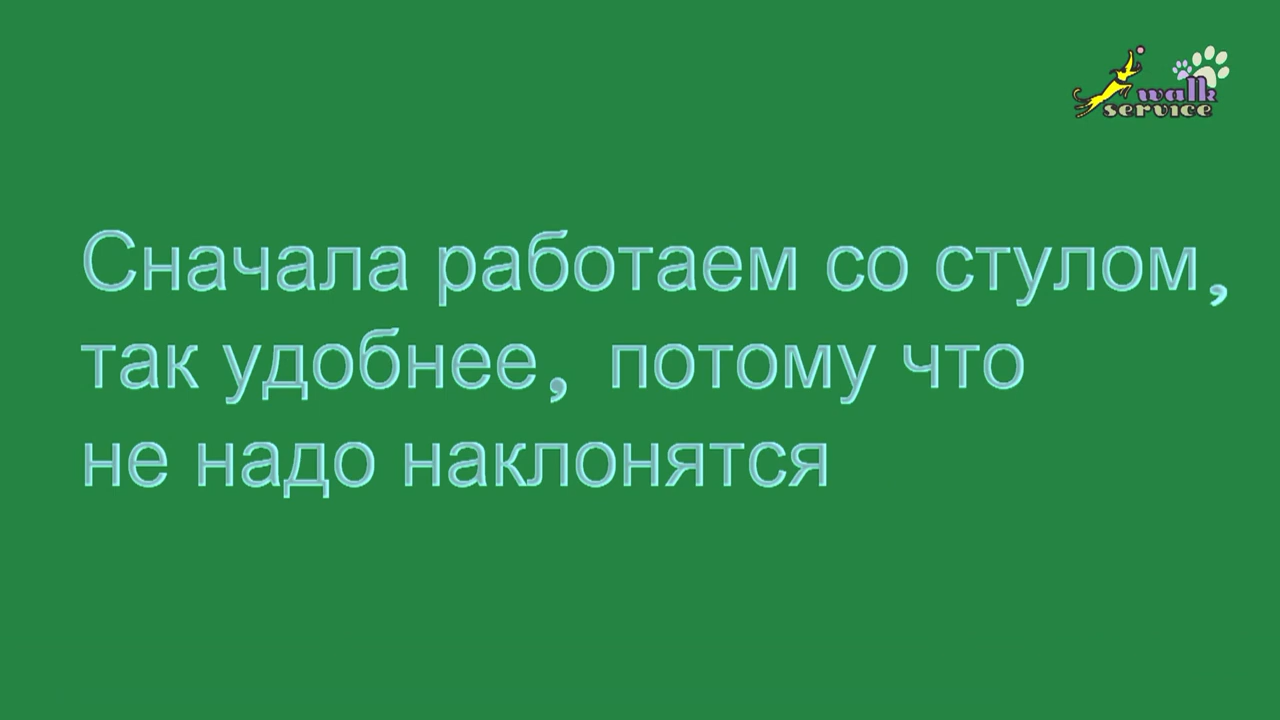 walk
service
Сначала работаем со стулом,
так удобнее, потому что
не надо наклонятся